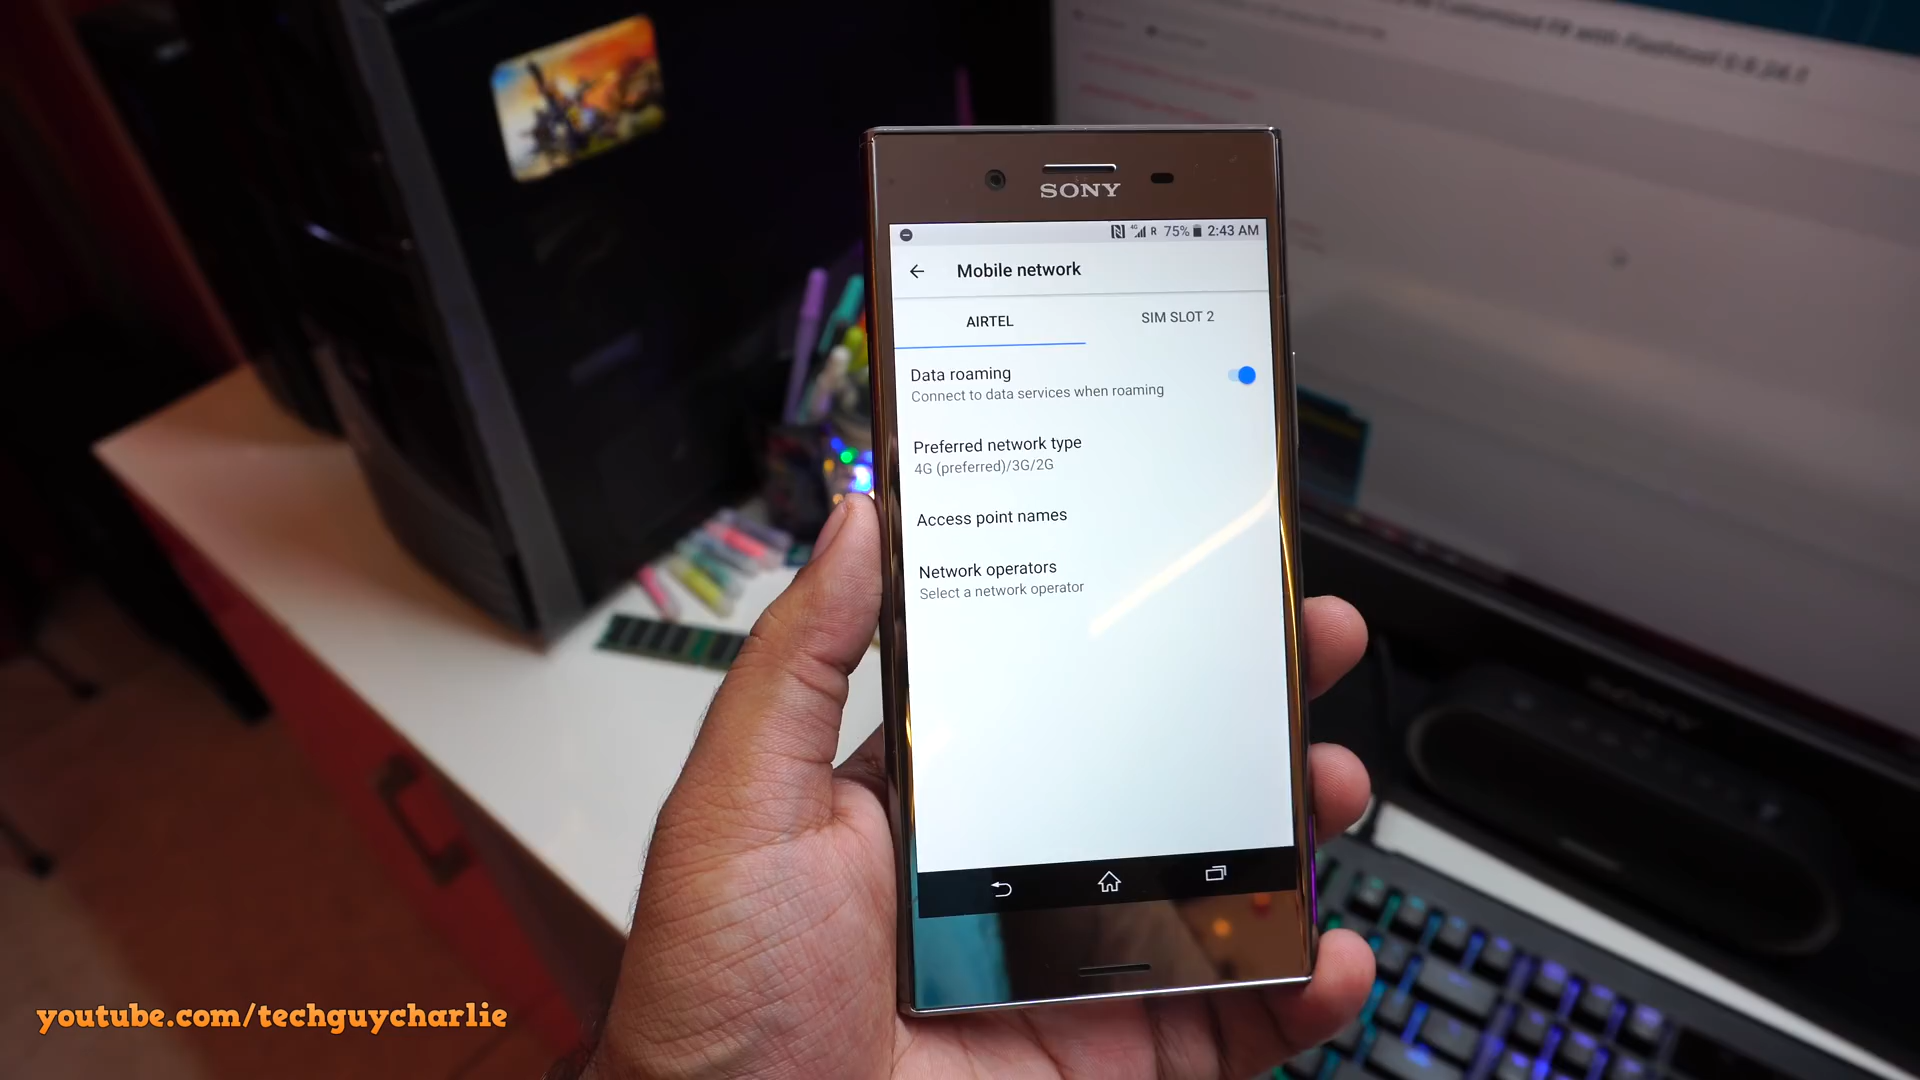 SONY
R 75% 2:43 AM
Mobile network
AIRTEL
SIM SLOT 2
Data roaming
Connect to data services when roaming
Preferred network type
4G (preferred)/3G/2G
Access point names
Network operators
Select a network operator
youtube.com/techguycharlie